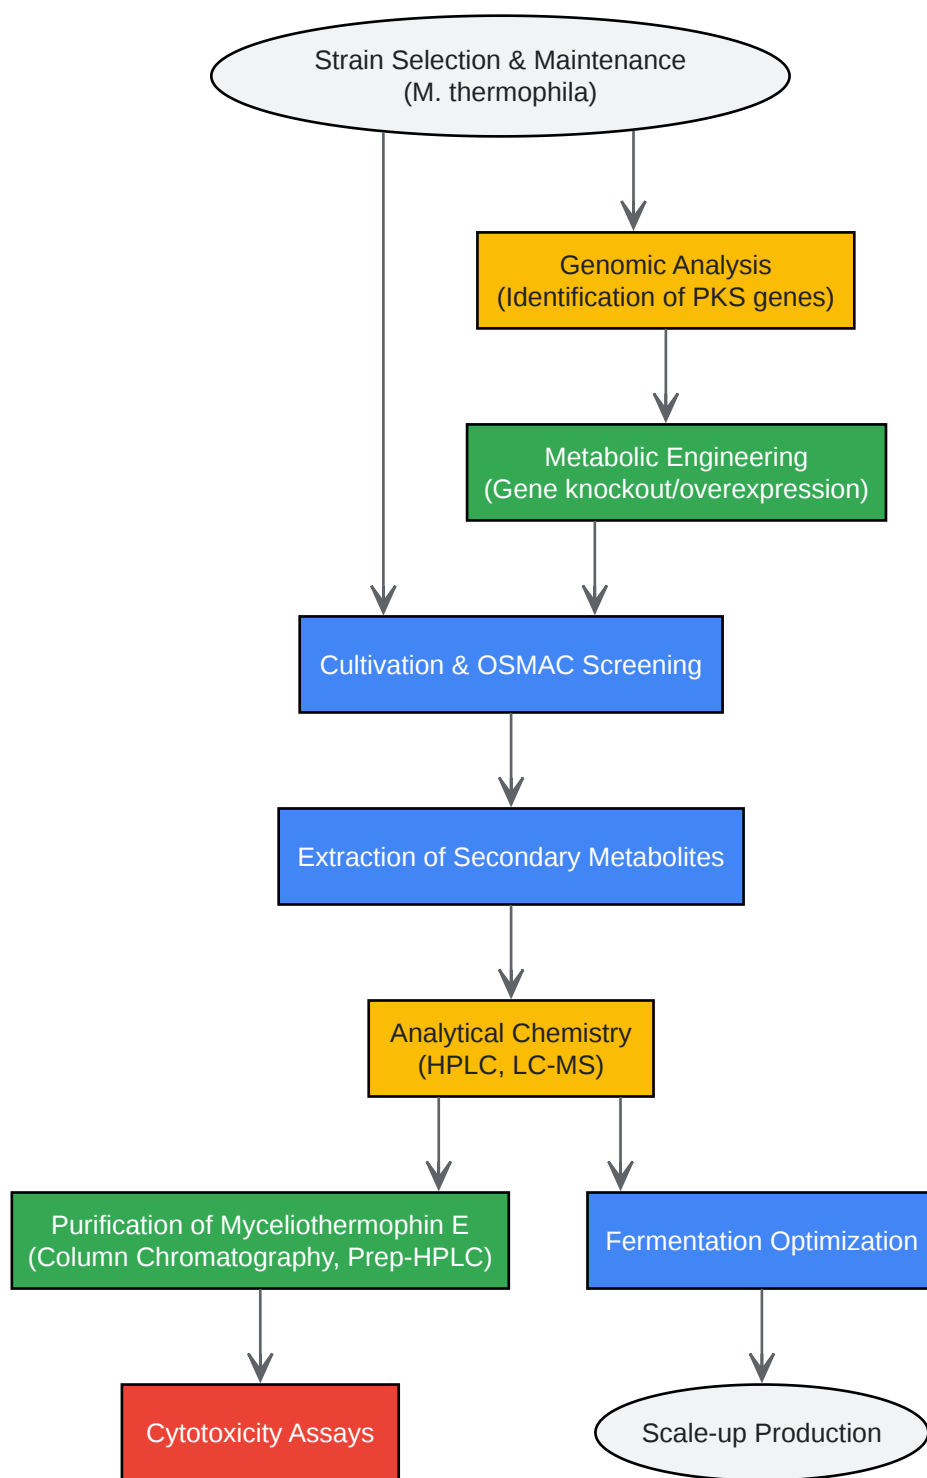 Strain Selection & Maintenance
(M. thermophila)
Genomic Analysis
(Identification of PKS genes)
Metabolic Engineering
(Gene knockout/overexpression)
Cultivation & OSMAC Screening
Extraction of Secondary Metabolites
Analytical Chemistry
(HPLC, LC-MS)
Purification of Myceliothermophin E
(Column Chromatography, Prep-HPLC)
Fermentation Optimization
Cytotoxicity Assays
Scale-up Production